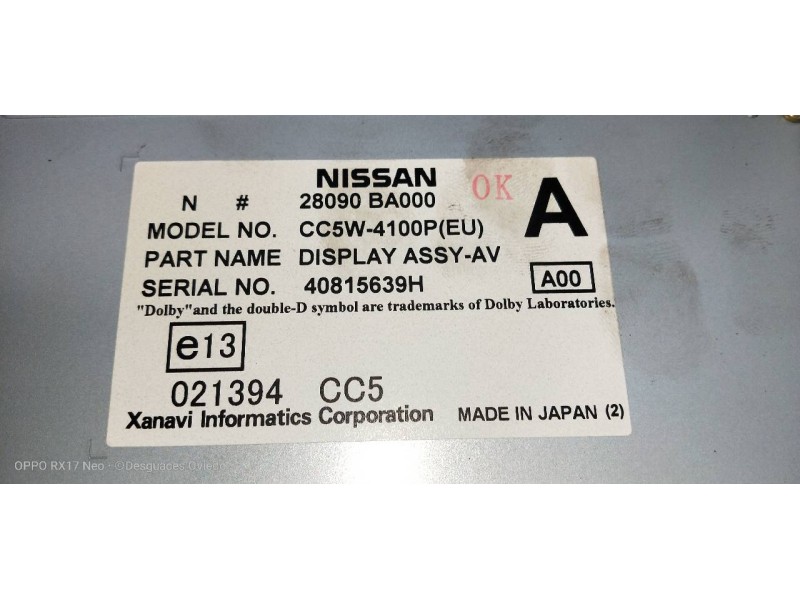 NISSAN
OK
A
N # 28090 BA000
MODEL NO. CC5W-4100P(EU)
PART NAME DISPLAY ASSY-AV
SERIAL NO. 40815639H
A00
"Dolby"and the double-D symbol are trademarks of Dolby Laboratories.
e13
021394 CC5
Xanavi Informatics Corporation MADE IN JAPAN (2)
OPPO RX17 Neo - ©Desguaces Oviedo